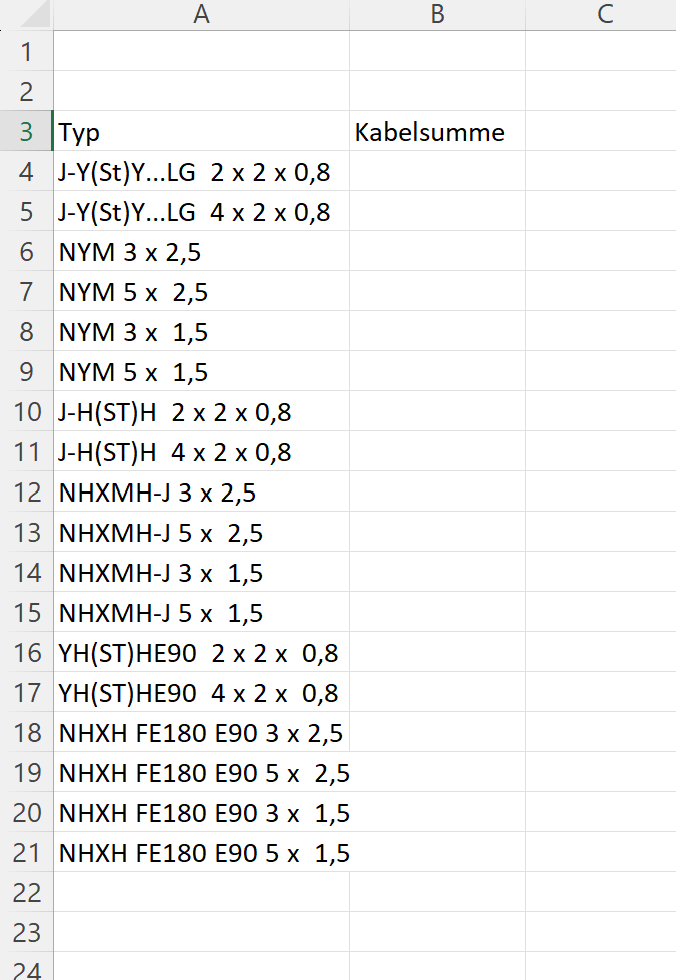 A B C
1
2
3 Typ Kabelsumme
4 J-Y(St)Y...LG  2 x 2 x 0,8
5 J-Y(St)Y...LG  4 x 2 x 0,8
6 NYM 3 x 2,5
7 NYM 5 x  2,5
8 NYM 3 x  1,5
9 NYM 5 x  1,5
10 J-H(ST)H  2 x 2 x 0,8
11 J-H(ST)H  4 x 2 x 0,8
12 NHXMH-J 3 x 2,5
13 NHXMH-J 5 x  2,5
14 NHXMH-J 3 x  1,5
15 NHXMH-J 5 x  1,5
16 YH(ST)HE90  2 x 2 x  0,8
17 YH(ST)HE90  4 x 2 x  0,8
18 NHXH FE180 E90 3 x 2,5
19 NHXH FE180 E90 5 x  2,5
20 NHXH FE180 E90 3 x  1,5
21 NHXH FE180 E90 5 x  1,5
22
23
24